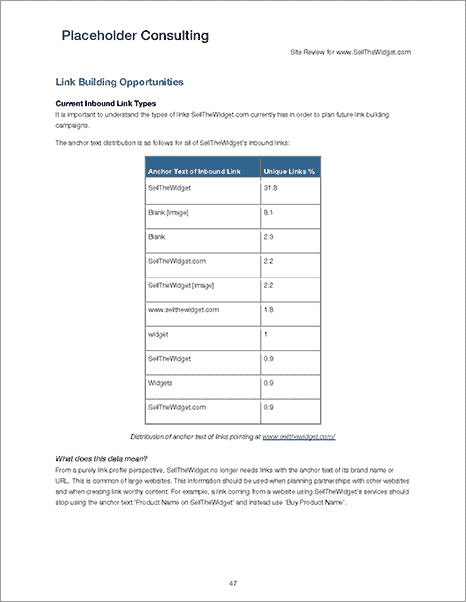 Placeholder Consulting
Site Review for www.SellTheWidget.com
Link Building Opportunities
Current Inbound Link Types
It is important to understand the types of links SellTheWidget.com currently has in order to plan future link building
campaigns.
The anchor text distribution is as follows for all of SellTheWidget's inbound links:
Anchor Text of Inbound Link Unique Links %
SellTheWidget 31.8
Blank [Image] 8.1
Blank 2.3
SellTheWidget.com 2.2
SellTheWidget [Image] 2.2
www.sellthewidget.com 1.8
widget 1
SellTheWidget 0.9
Widgets 0.9
SellTheWidget.com 0.9
Distribution of anchor text of links pointing at www.sellthewidget.com/
What does this data mean?
From a purely link profile perspective, SellTheWidget no longer needs links with the anchor text of its brand name or
URL. This is common of large websites. This information should be used when planning partnerships with other websites
and when creating link worthy content. For example, a link coming from a website using SellTheWidget's services should
stop using the anchor text 'Product Name on SellTheWidget' and instead use 'Buy Product Name'.
47